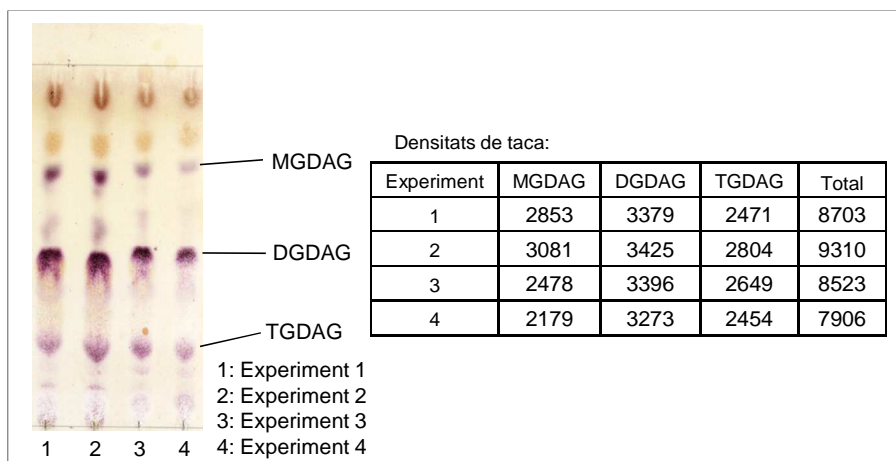 MGDAG
DGDAG
TGDAG
1: Experiment 1
2: Experiment 2
3: Experiment 3
4: Experiment 4
1 2 3 4
Densitats de taca:
Experiment MGDAG DGDAG TGDAG Total
1 2853 3379 2471 8703
2 3081 3425 2804 9310
3 2478 3396 2649 8523
4 2179 3273 2454 7906